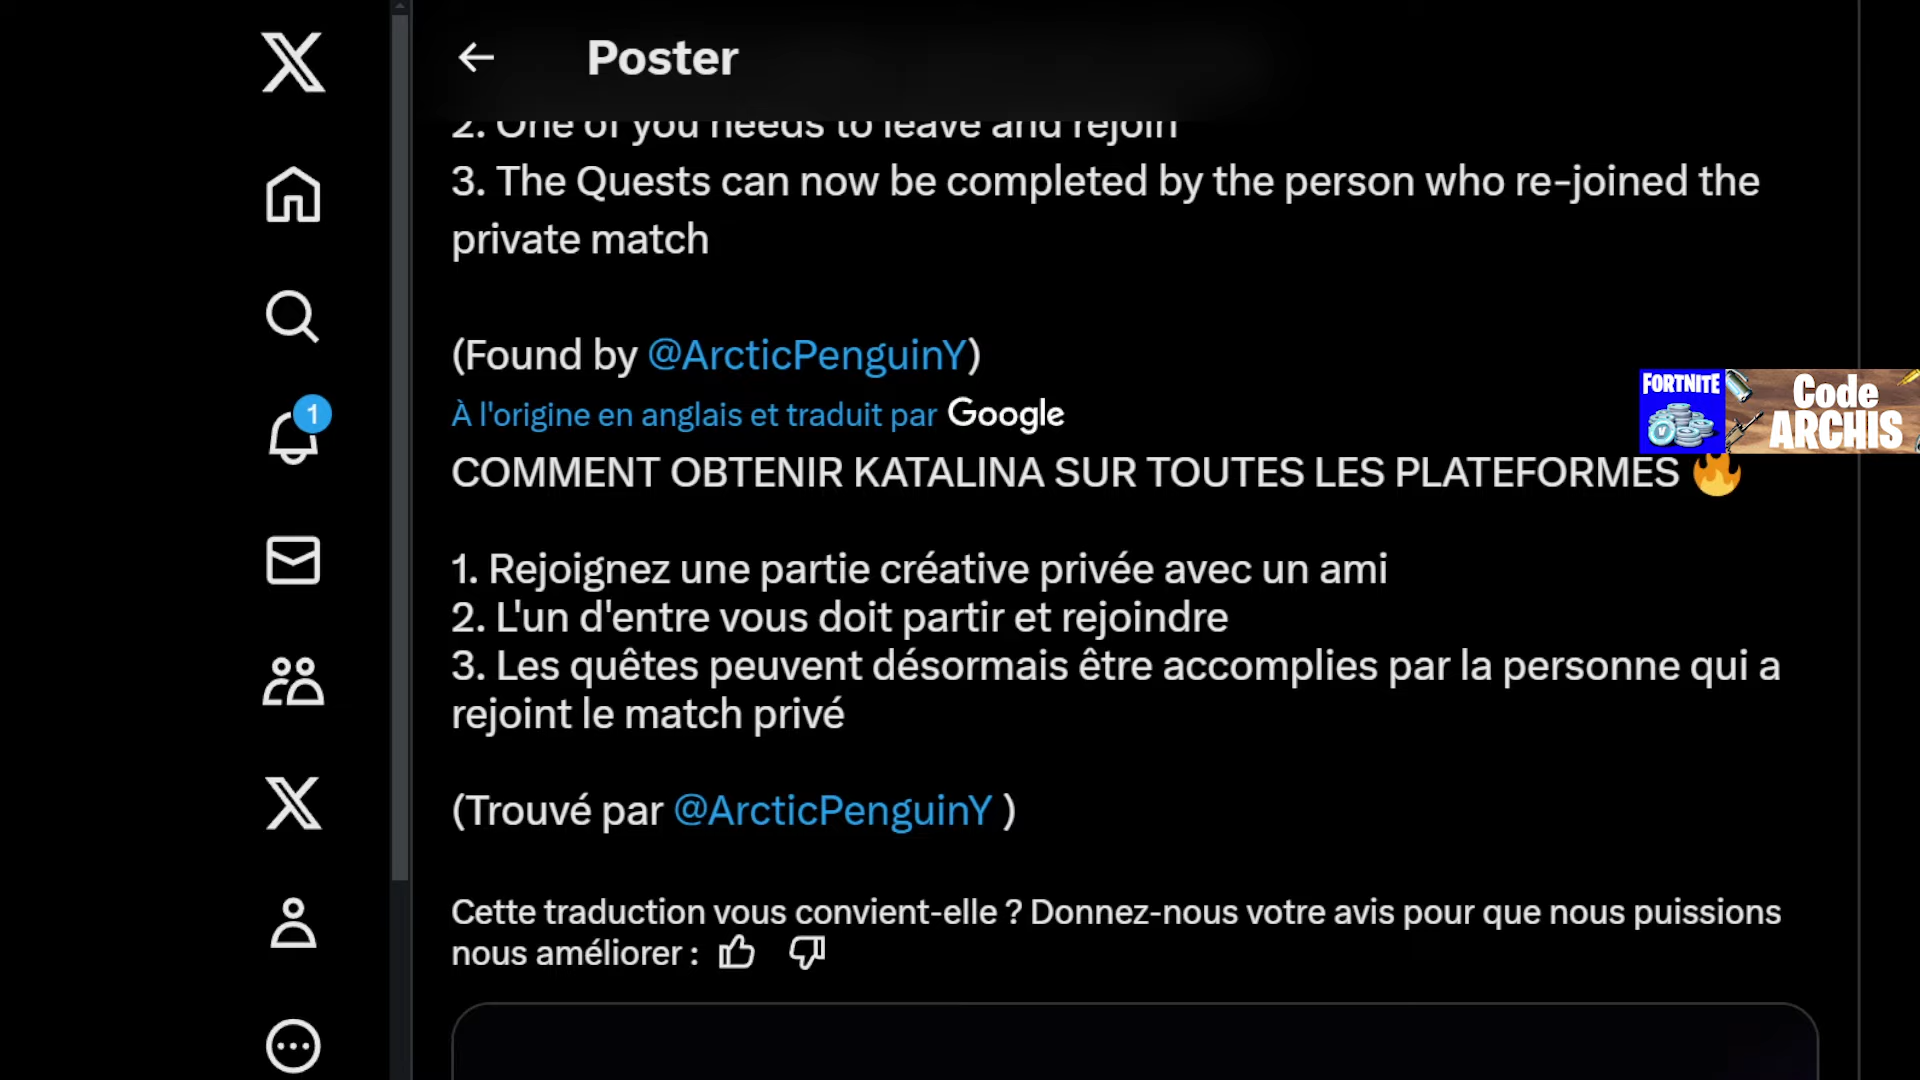 Poster
2. One of you needs to leave and rejoin
3. The Quests can now be completed by the person who re-joined the
private match
(Found by @ArcticPenguinY)
1
À l'origine en anglais et traduit par Google
FORTNITE
Code
ARCHIS
COMMENT OBTENIR KATALINA SUR TOUTES LES PLATEFORMES 🔥
1. Rejoignez une partie créative privée avec un ami
2. L'un d'entre vous doit partir et rejoindre
3. Les quêtes peuvent désormais être accomplies par la personne qui a
rejoint le match privé
(Trouvé par @ArcticPenguinY )
Cette traduction vous convient-elle ? Donnez-nous votre avis pour que nous puissions
nous améliorer :